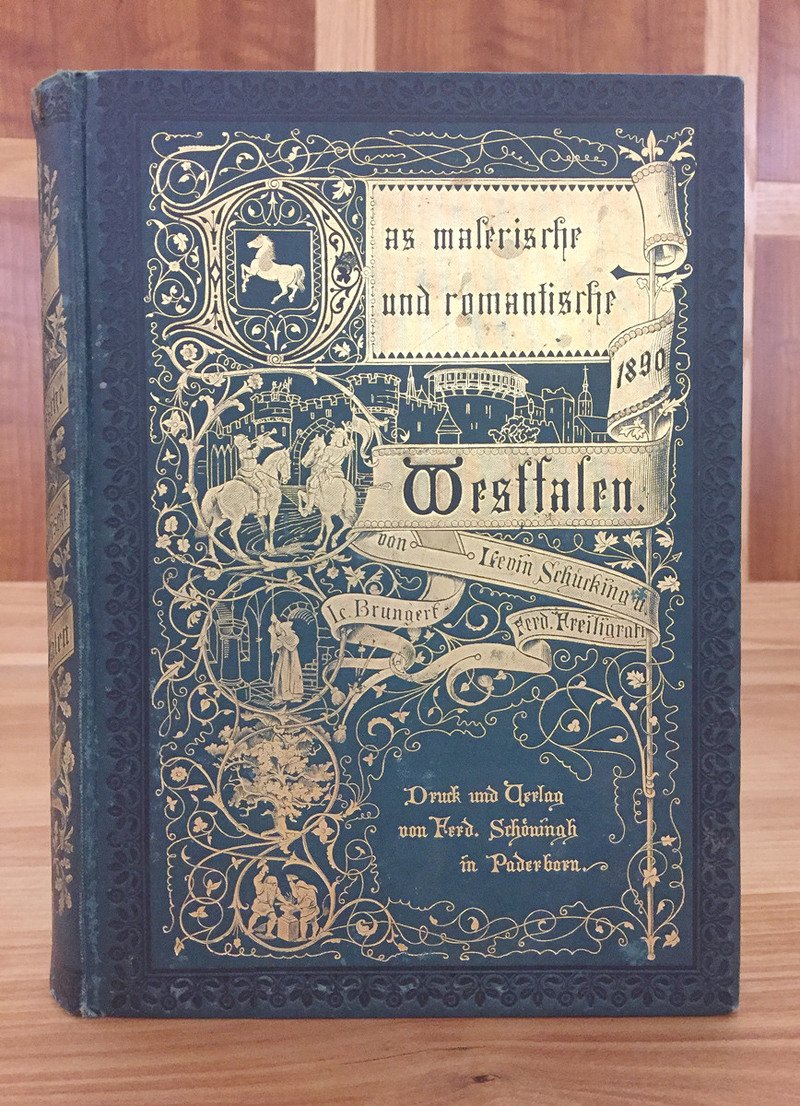 Das malerische
und romantische
1890
Westfalen.
von Levin Schücking u.
Ferd. Freiligrath
Druck und Verlag
von Ferd. Schöningh
in Paderborn.